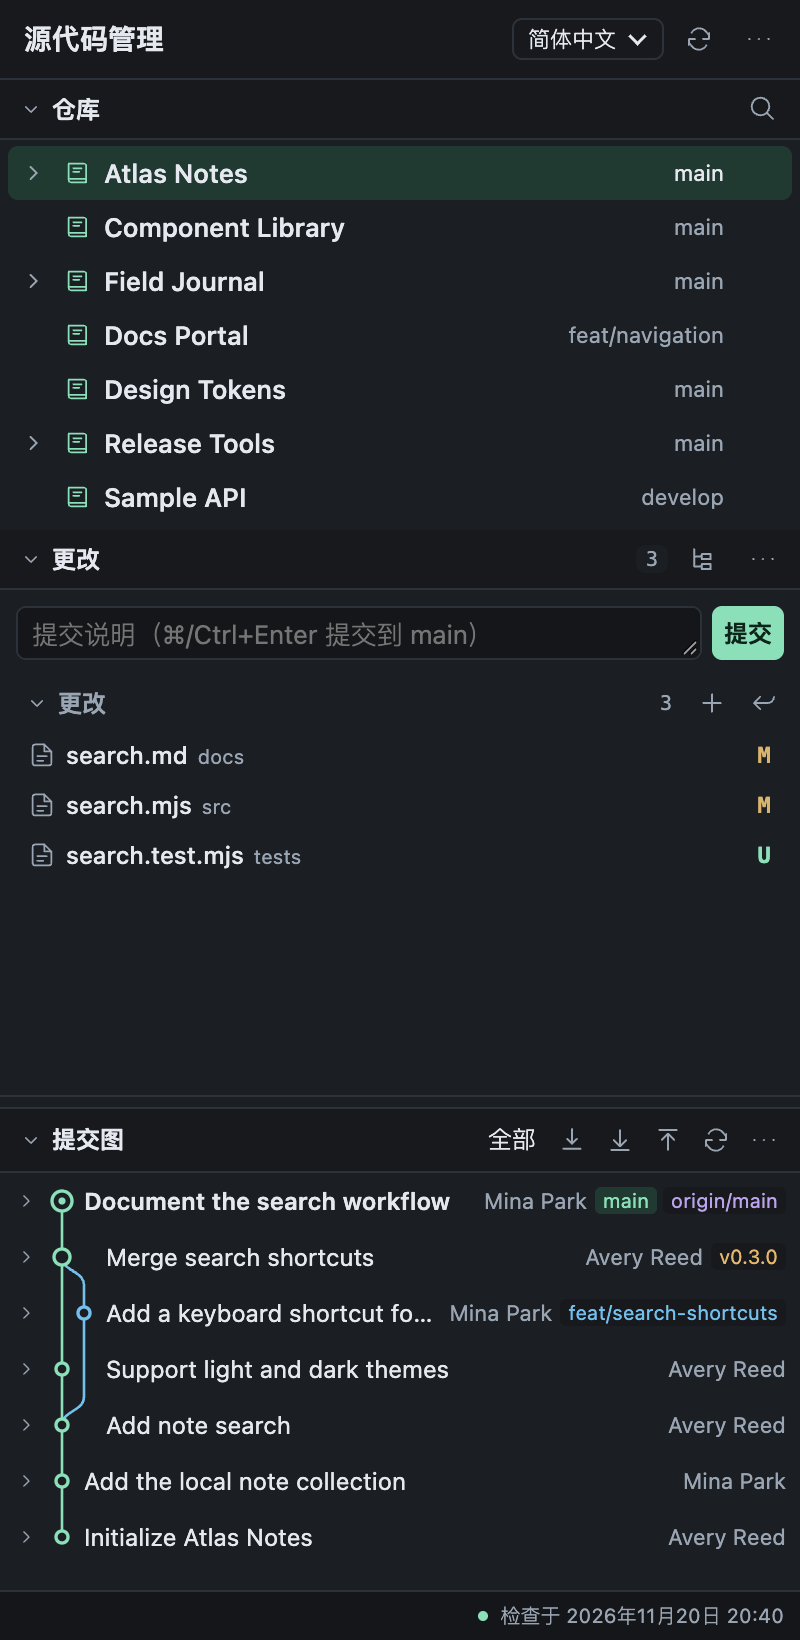 源代码管理 简体中文 ···
仓库
Atlas Notes main
Component Library main
Field Journal main
Docs Portal feat/navigation
Design Tokens main
Release Tools main
Sample API develop
更改 3 ···
提交说明（⌘/Ctrl+Enter 提交到 main） 提交
更改 3
search.md docs M
search.mjs src M
search.test.mjs tests U
提交图 全部 ···
Document the search workflow Mina Park main origin/main
Merge search shortcuts Avery Reed v0.3.0
Add a keyboard shortcut fo... Mina Park feat/search-shortcuts
Support light and dark themes Avery Reed
Add note search Avery Reed
Add the local note collection Mina Park
Initialize Atlas Notes Avery Reed
检查于 2026年11月20日 20:40